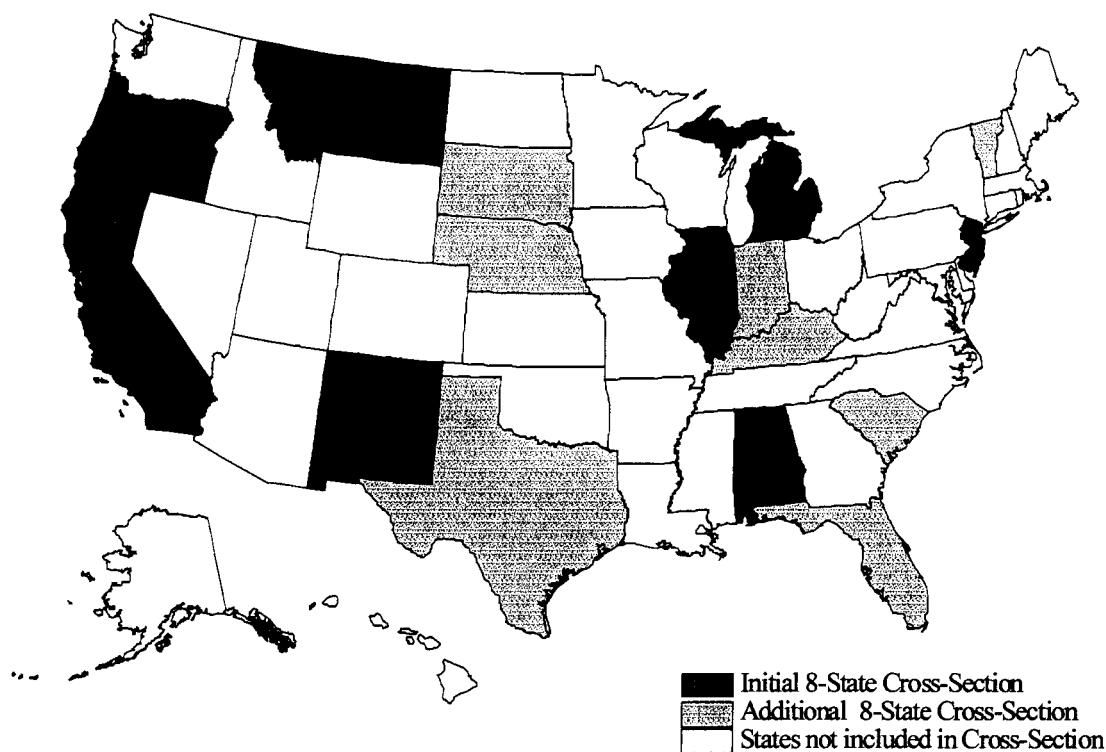 Initial 8-State Cross-Section
Additional 8-State Cross-Section
States not included in Cross-Section